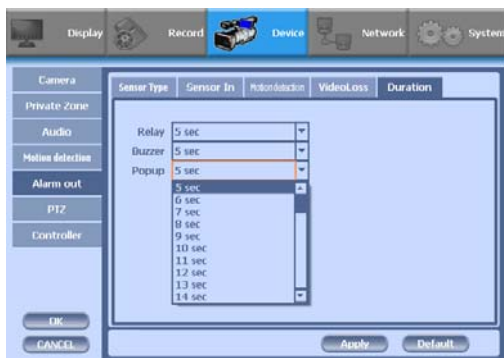 Display Record Device Network System
Camera
Private Zone
Audio
Motion detection
Alarm out
PTZ
Controller
OK
CANCEL
Sensor Type Sensor In Motion detection VideoLoss Duration
Relay 5 sec
Buzzer 5 sec
Popup 5 sec
5 sec
6 sec
7 sec
8 sec
9 sec
10 sec
11 sec
12 sec
13 sec
14 sec
Apply Default